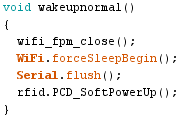 void wakeupnormal()
{
  wifi_fpm_close();
  WiFi.forceSleepBegin();
  Serial.flush();
  rfid.PCD_SoftPowerUp();
}